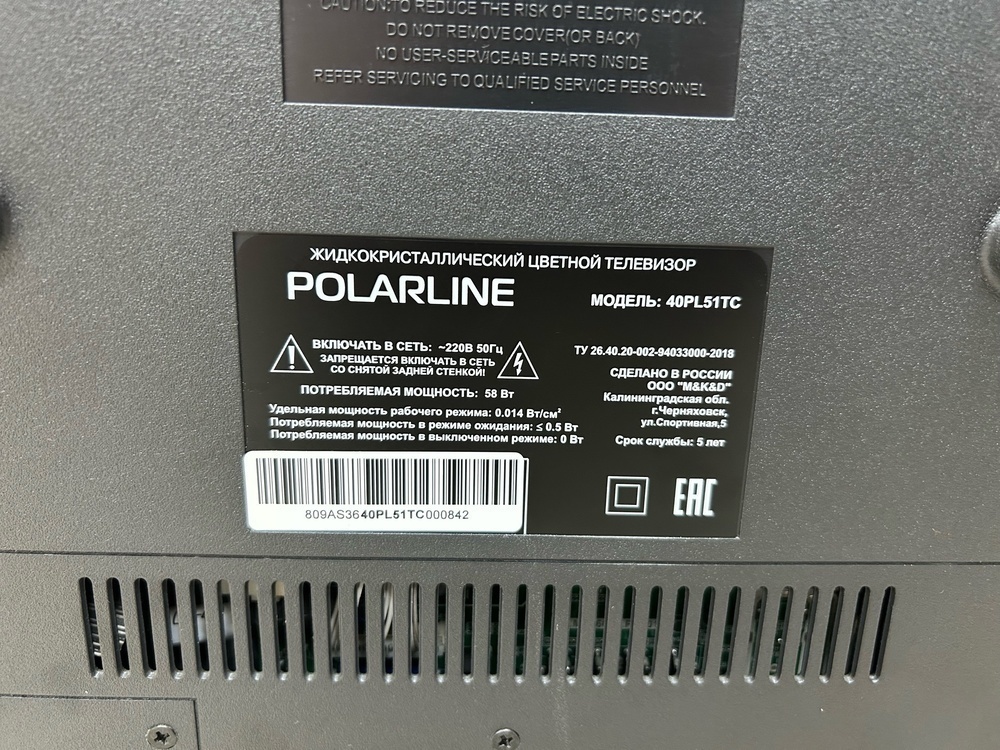 CAUTION:TO REDUCE THE RISK OF ELECTRIC SHOCK.
DO NOT REMOVE COVER(OR BACK)
NO USER-SERVICEABLE PARTS INSIDE
REFER SERVICING TO QUALIFIED SERVICE PERSONNEL
ЖИДКОКРИСТАЛЛИЧЕСКИЙ ЦВЕТНОЙ ТЕЛЕВИЗОР
POLARLINE
МОДЕЛЬ: 40PL51TC
ВКЛЮЧАТЬ В СЕТЬ: ~220В 50Гц
ЗАПРЕЩАЕТСЯ ВКЛЮЧАТЬ В СЕТЬ
СО СНЯТОЙ ЗАДНЕЙ СТЕНКОЙ!
ПОТРЕБЛЯЕМАЯ МОЩНОСТЬ: 58 Вт
Удельная мощность рабочего режима: 0.014 Вт/см²
Потребляемая мощность в режиме ожидания: ≤ 0.5 Вт
Потребляемая мощность в выключенном режиме: 0 Вт
ТУ 26.40.20-002-94033000-2018
СДЕЛАНО В РОССИИ
ООО "M&K&D"
Калининградская обл.
г.Черняховск,
ул.Спортивная,5
Срок службы: 5 лет
809AS3640PL51TC000842
EAC